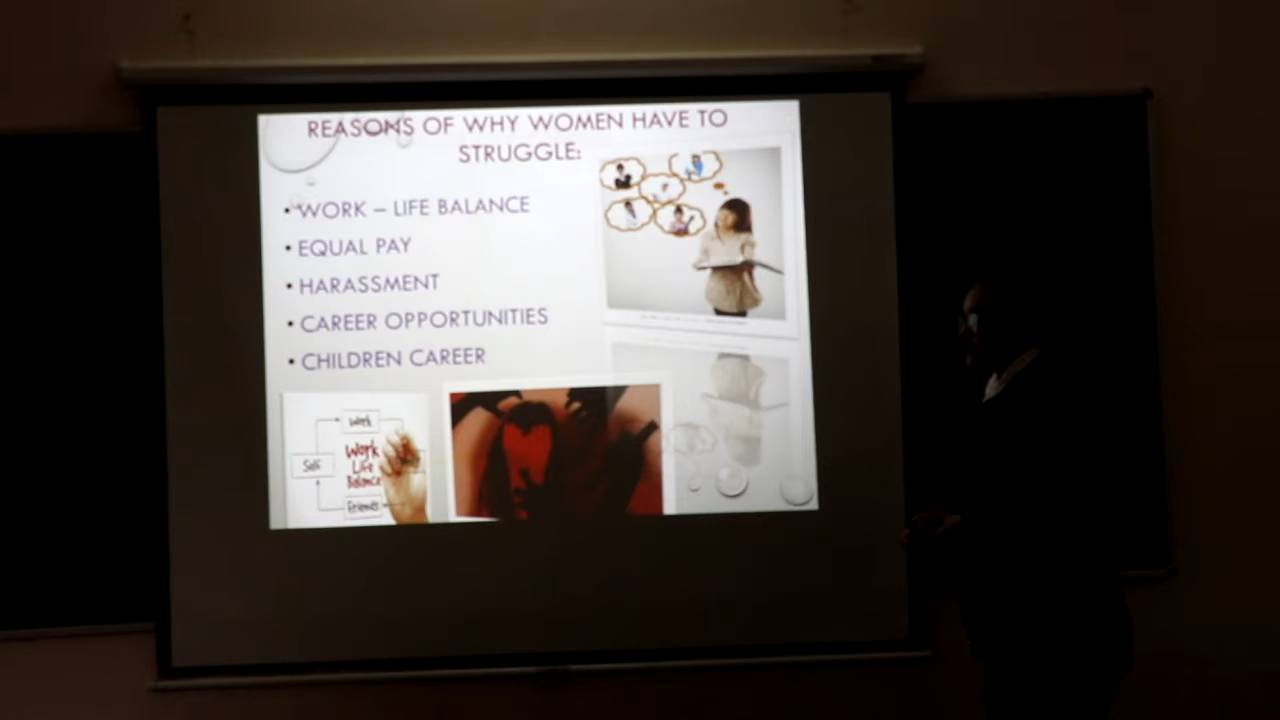 REASONS OF WHY WOMEN HAVE TO
STRUGGLE:
• WORK – LIFE BALANCE
• EQUAL PAY
• HARASSMENT
• CAREER OPPORTUNITIES
• CHILDREN CAREER
Work
Self
Work
Life
Balance
Friends